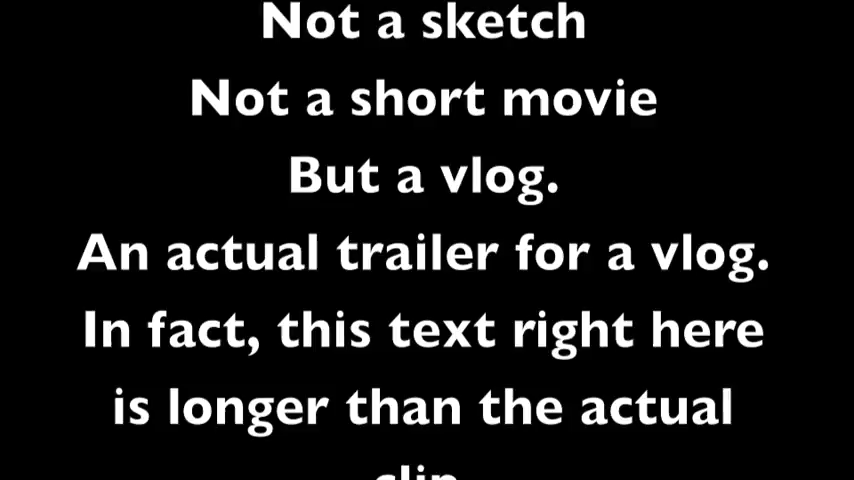 Not a sketch
Not a short movie
But a vlog.
An actual trailer for a vlog.
In fact, this text right here
is longer than the actual
clip